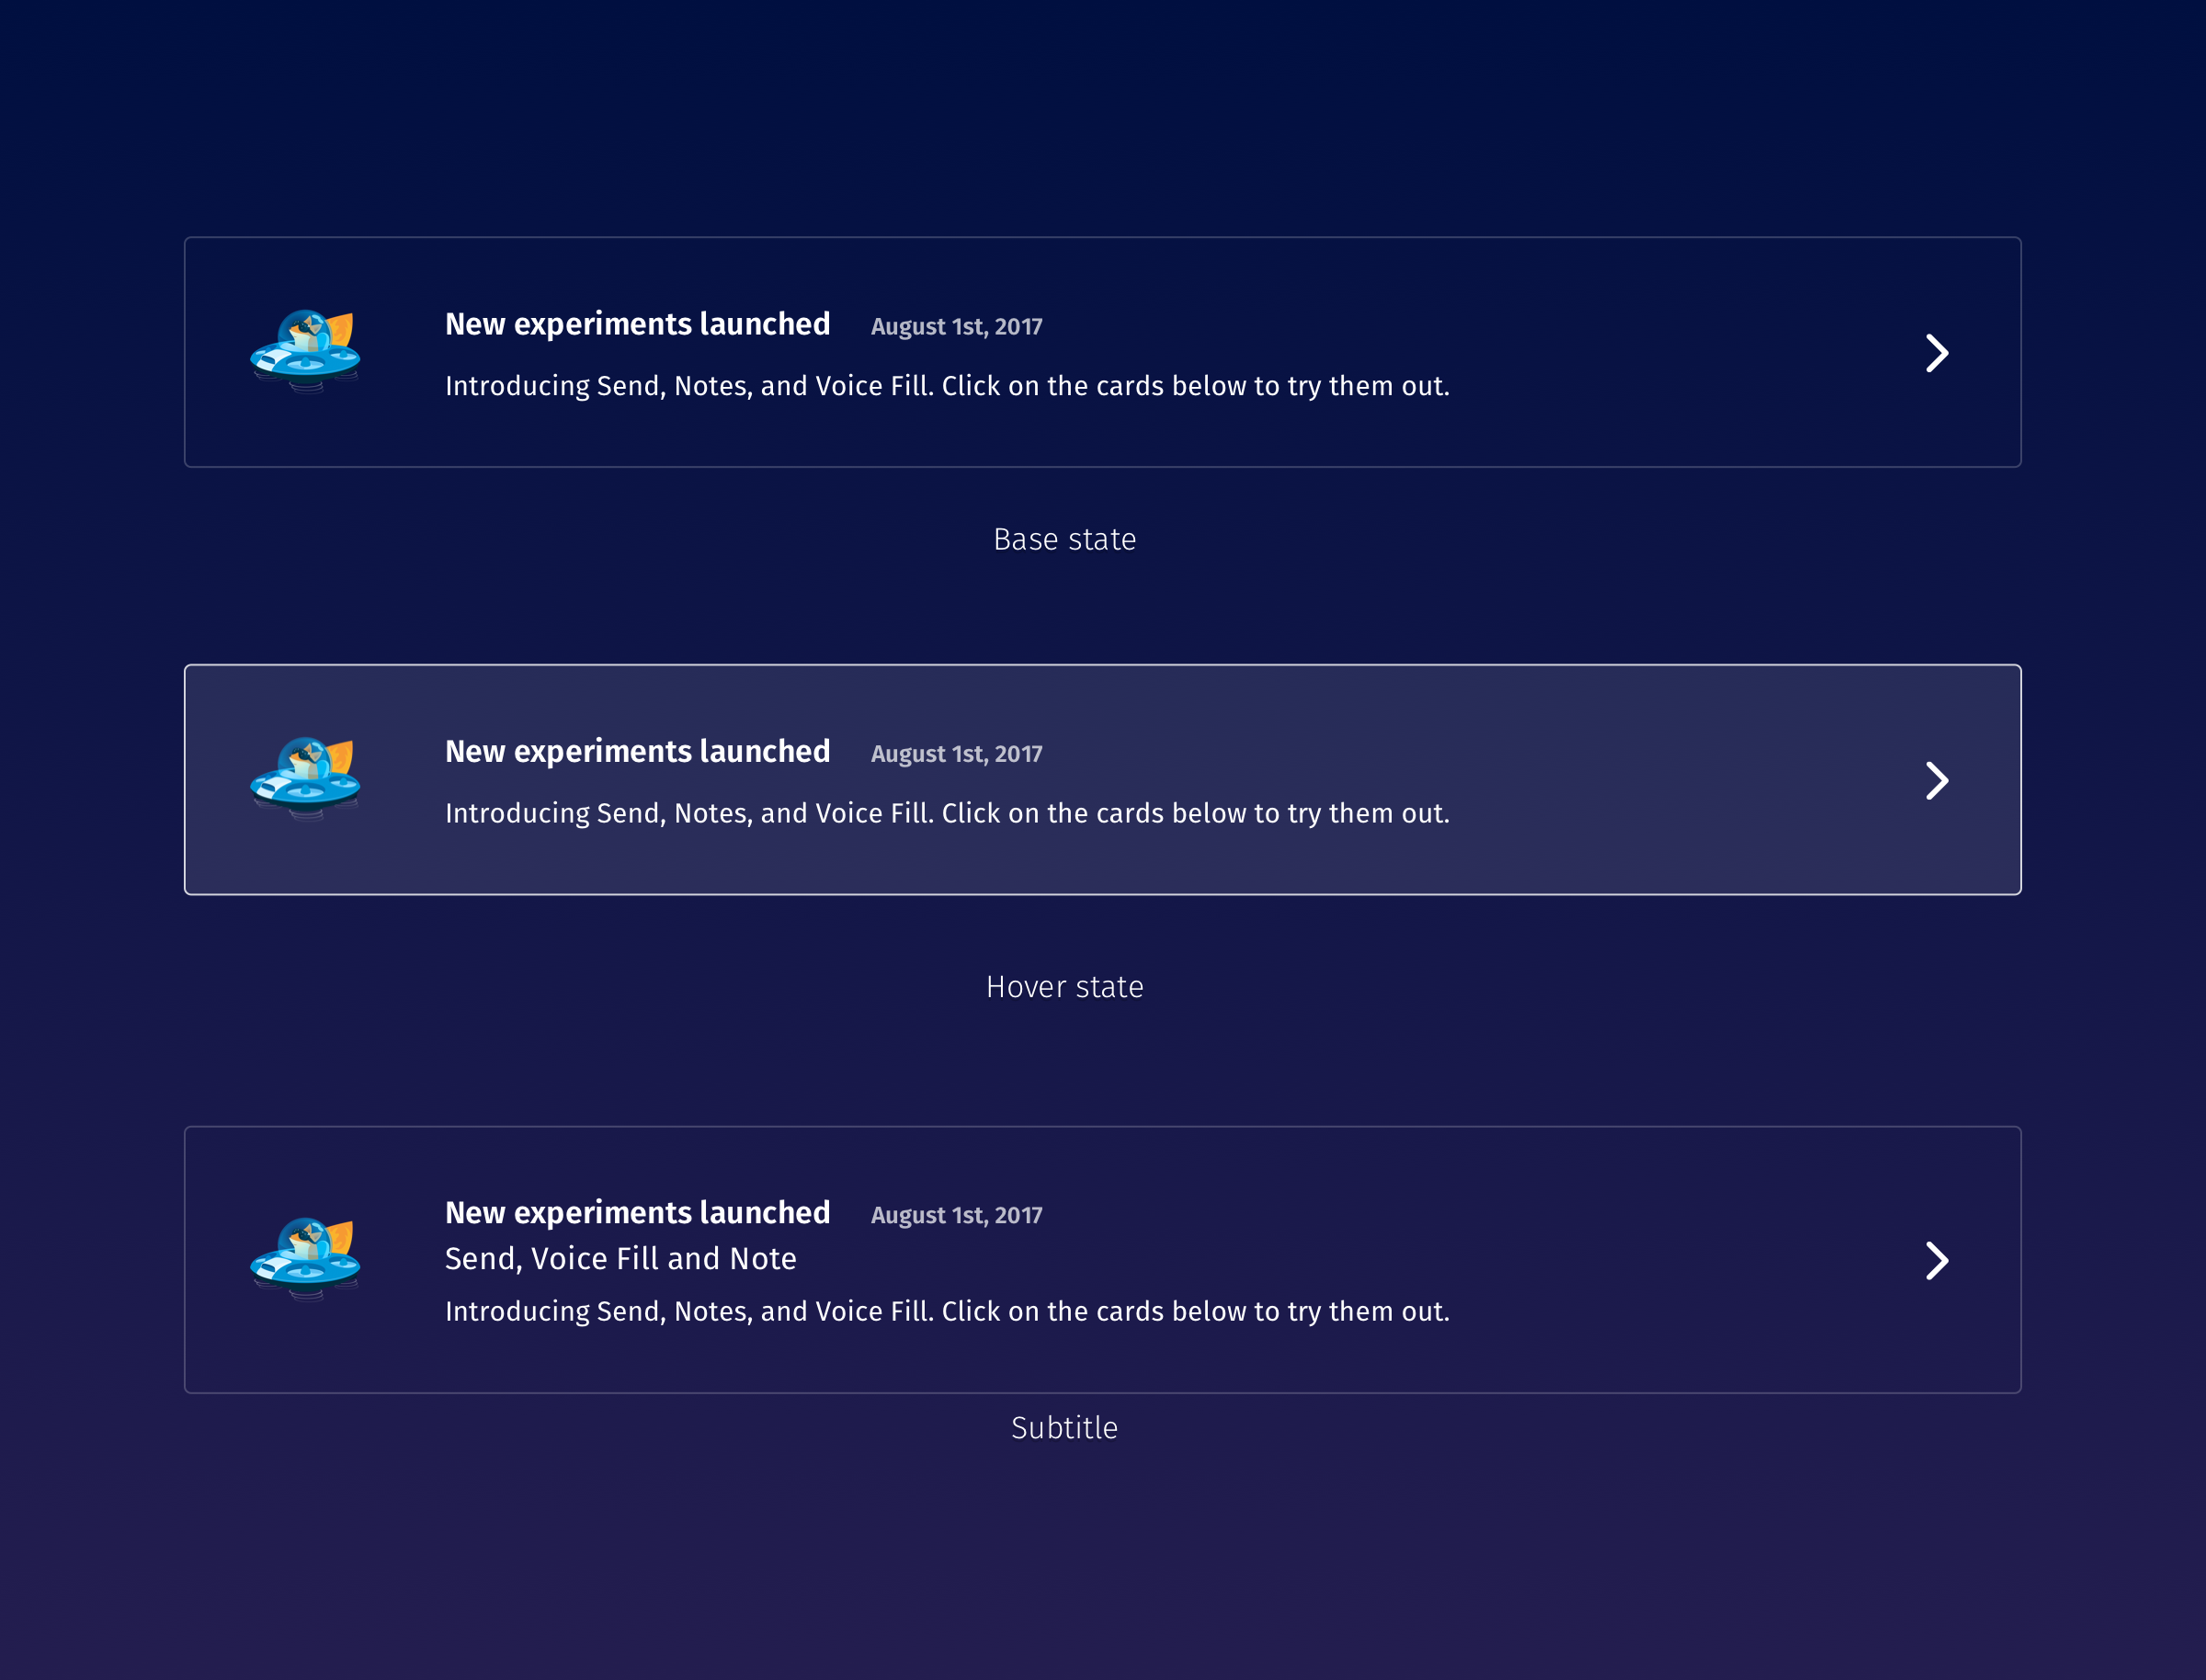 New experiments launched August 1st, 2017
Introducing Send, Notes, and Voice Fill. Click on the cards below to try them out.
Base state
New experiments launched August 1st, 2017
Introducing Send, Notes, and Voice Fill. Click on the cards below to try them out.
Hover state
New experiments launched August 1st, 2017
Send, Voice Fill and Note
Introducing Send, Notes, and Voice Fill. Click on the cards below to try them out.
Subtitle